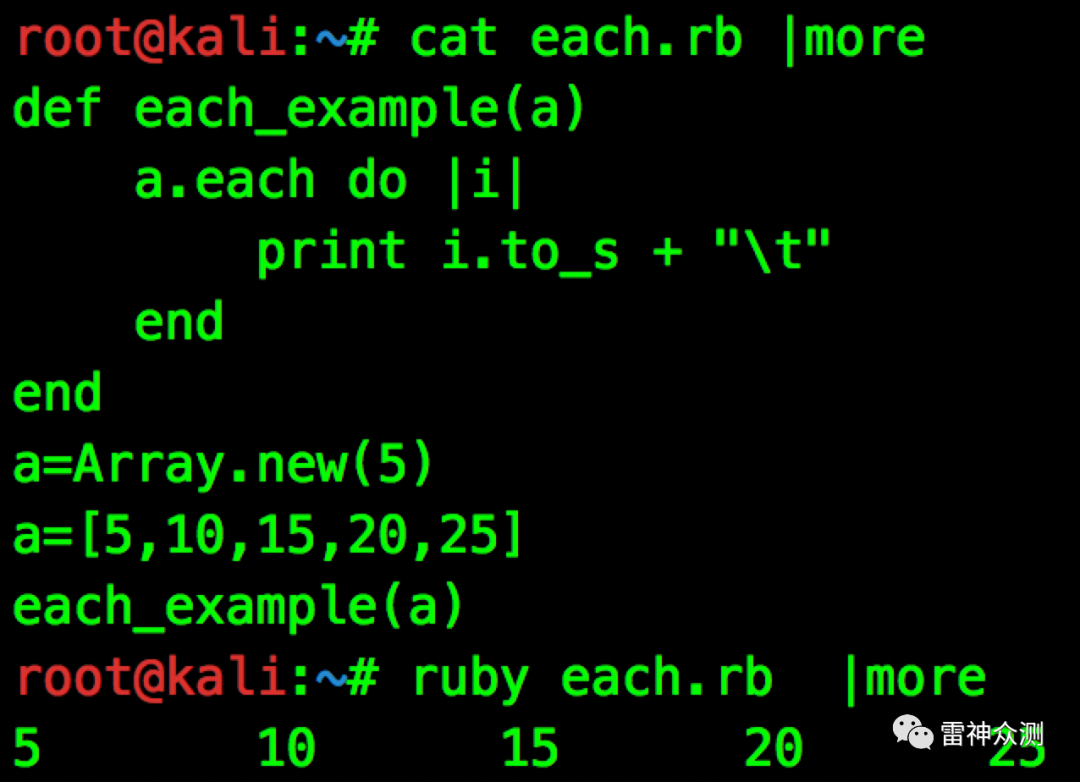 root@kali:~# cat each.rb |more
def each_example(a)
    a.each do |i|
        print i.to_s + "\t"
    end
end
a=Array.new(5)
a=[5,10,15,20,25]
each_example(a)
root@kali:~# ruby each.rb  |more
5       10      15      20      25
雷神众测